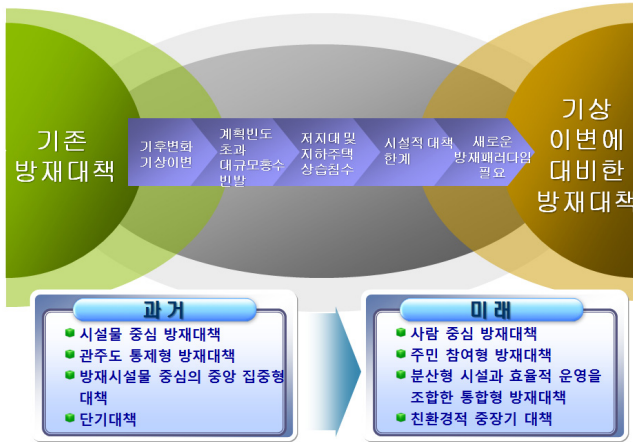 기존
방재대책
기후변화
기상이변
계획빈도
초과
대규모홍수
빈발
저지대 및
지하주택
상습침수
시설적 대책
한계
새로운
방재패러다임
필요
기상
이변에
대비한
방재대책
과거
시설물 중심 방재대책
관주도 통제형 방재대책
방재시설물 중심의 중앙 집중형
대책
단기대책
미래
사람 중심 방재대책
주민 참여형 방재대책
분산형 시설과 효율적 운영을
조합한 통합형 방재대책
친환경적 중장기 대책